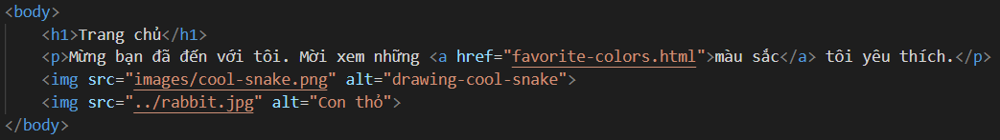 <body>
<h1>Trang chủ</h1>
<p>Mừng bạn đã đến với tôi. Mời xem những <a href="favorite-colors.html">màu sắc</a> tôi yêu thích.</p>
<img src="images/cool-snake.png" alt="drawing-cool-snake">
<img src="../rabbit.jpg" alt="Con thỏ">
</body>